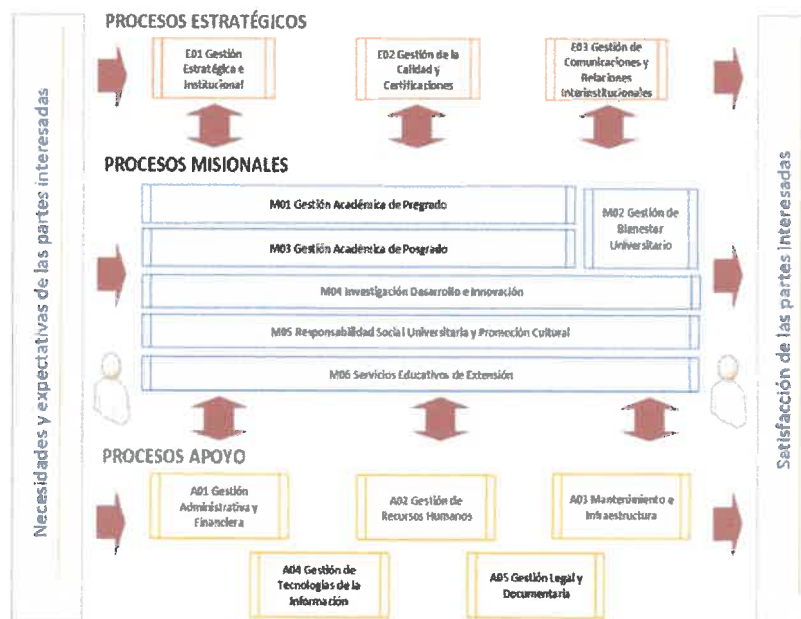 PROCESOS ESTRATÉGICOS
E01 Gestión
Estratégica e
Institucional
E02 Gestión de la
Calidad y
Certificaciones
E03 Gestión de
Comunicaciones y
Relaciones
Interinstitucionales
Necesidades y expectativas de las partes interesadas
PROCESOS MISIONALES
M01 Gestión Académica de Pregrado
M02 Gestión de
Bienestar
Universitario
M03 Gestión Académica de Posgrado
M04 Investigación Desarrollo e Innovación
M05 Responsabilidad Social Universitaria y Promoción Cultural
M06 Servicios Educativos de Extensión
Satisfacción de las partes interesadas
PROCESOS APOYO
A01 Gestión
Administrativa y
Financiera
A02 Gestión de
Recursos Humanos
A03 Mantenimiento e
Infraestructura
A04 Gestión de
Tecnologías de la
Información
A05 Gestión Legal y
Documentaria